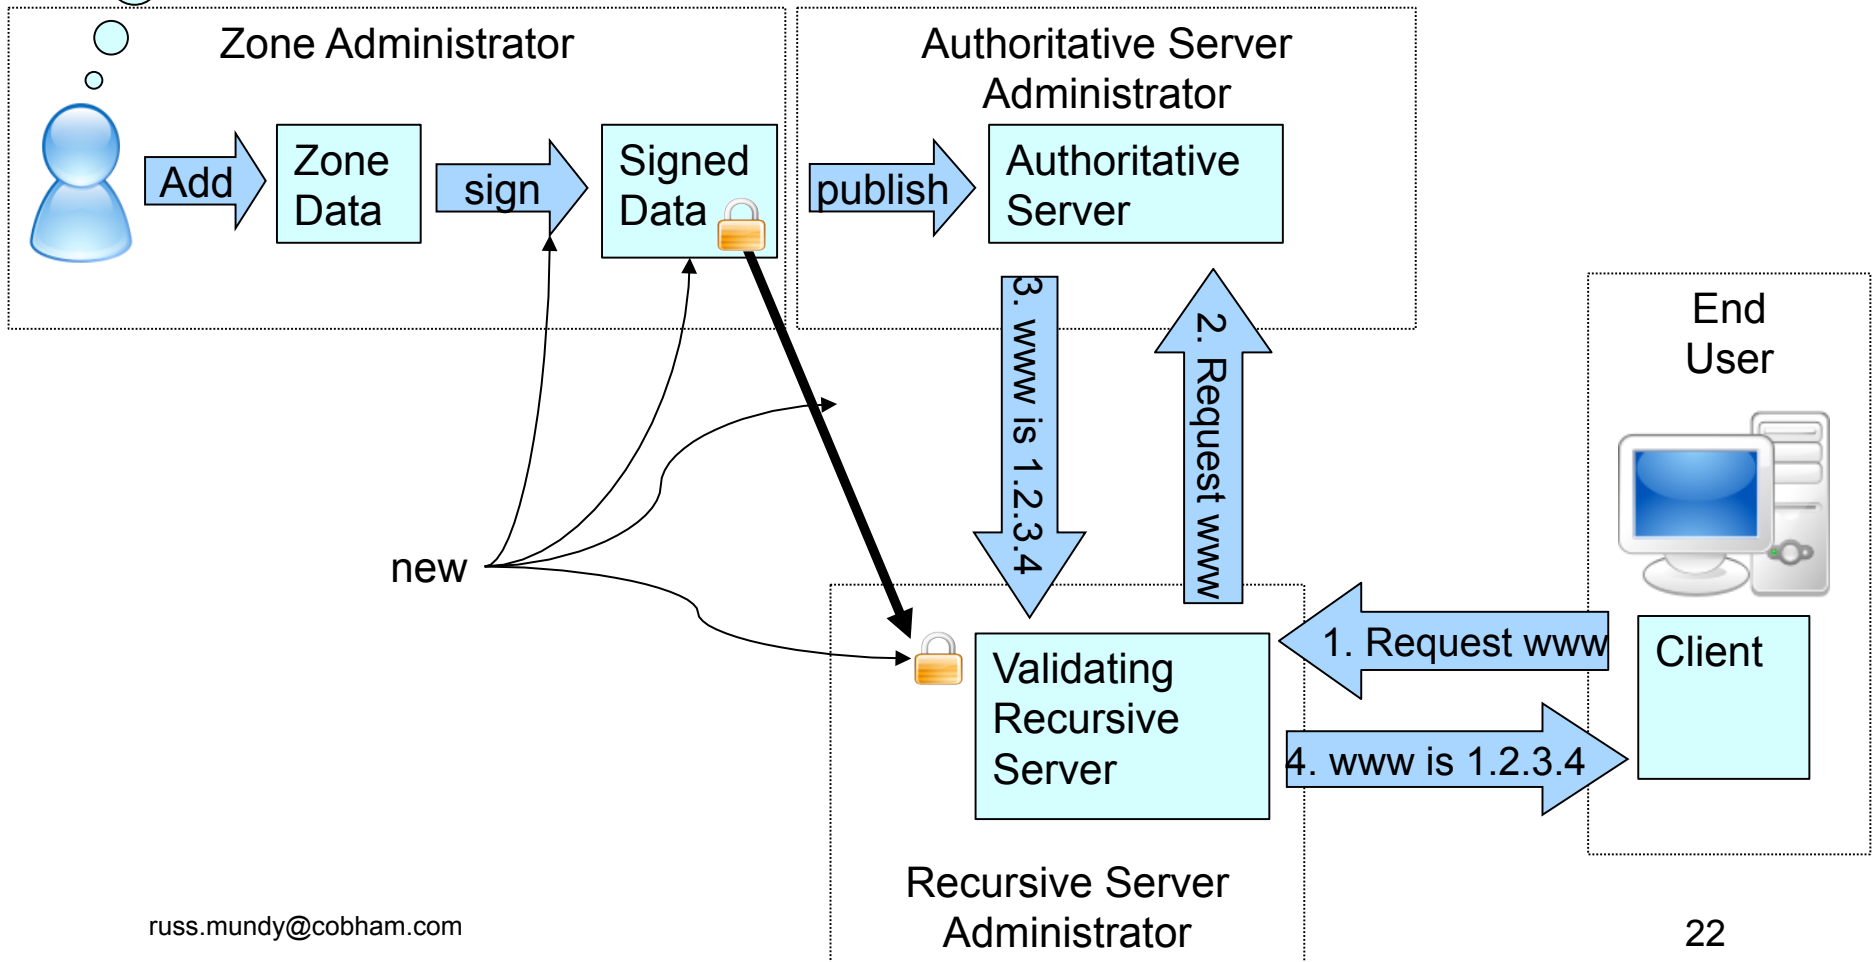 Zone Administrator
Authoritative Server
Administrator
Add
Zone
Data
sign
Signed
Data
publish
Authoritative
Server
3. www is 1.2.3.4
2. Request www
End
User
new
1. Request www
Client
Validating
Recursive
Server
4. www is 1.2.3.4
Recursive Server
Administrator
russ.mundy@cobham.com
22